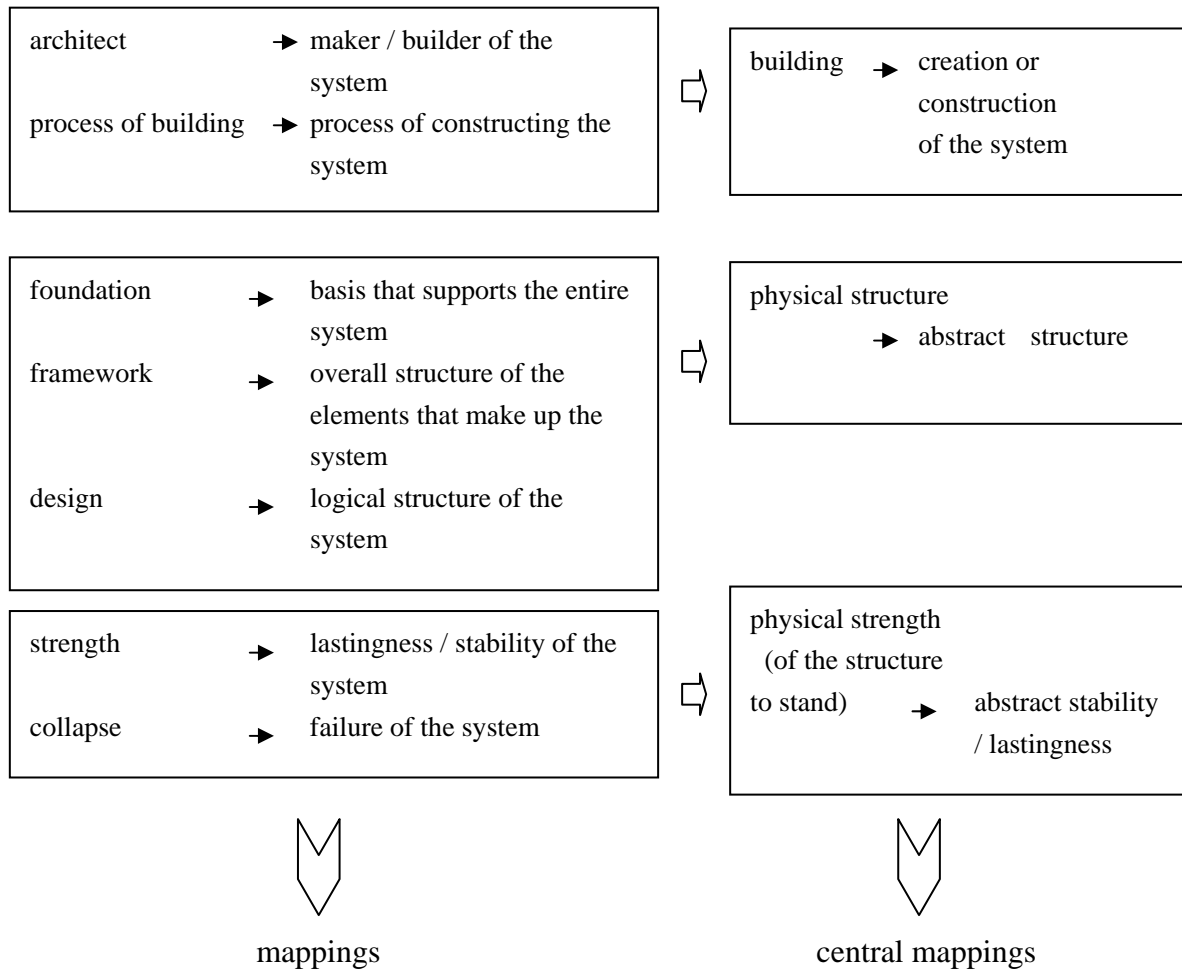 architect → maker / builder of the
system
process of building → process of constructing the
system
building → creation or
construction
of the system
foundation → basis that supports the entire
system
framework → overall structure of the
elements that make up the
system
design → logical structure of the
system
physical structure
→ abstract structure
strength → lastingness / stability of the
system
collapse → failure of the system
physical strength
(of the structure
to stand) → abstract stability
/ lastingness
mappings
central mappings